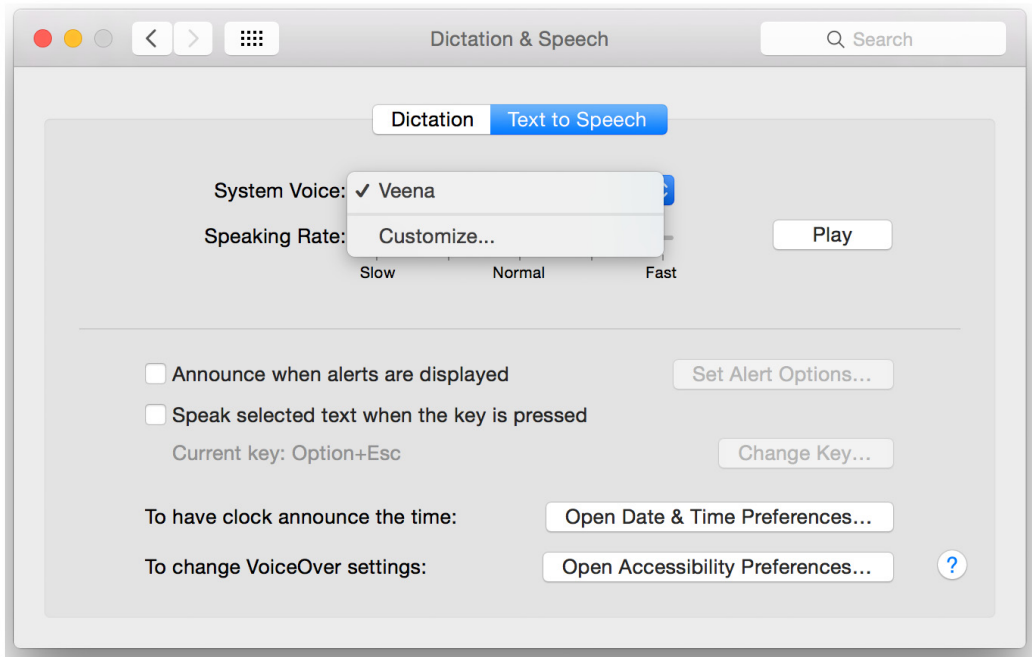 Dictation & Speech
Search
Dictation
Text to Speech
System Voice:
✓ Veena
Speaking Rate:
Customize...
Play
Slow
Normal
Fast
Announce when alerts are displayed
Set Alert Options...
Speak selected text when the key is pressed
Current key: Option+Esc
Change Key...
To have clock announce the time:
Open Date & Time Preferences...
To change VoiceOver settings:
Open Accessibility Preferences...
?